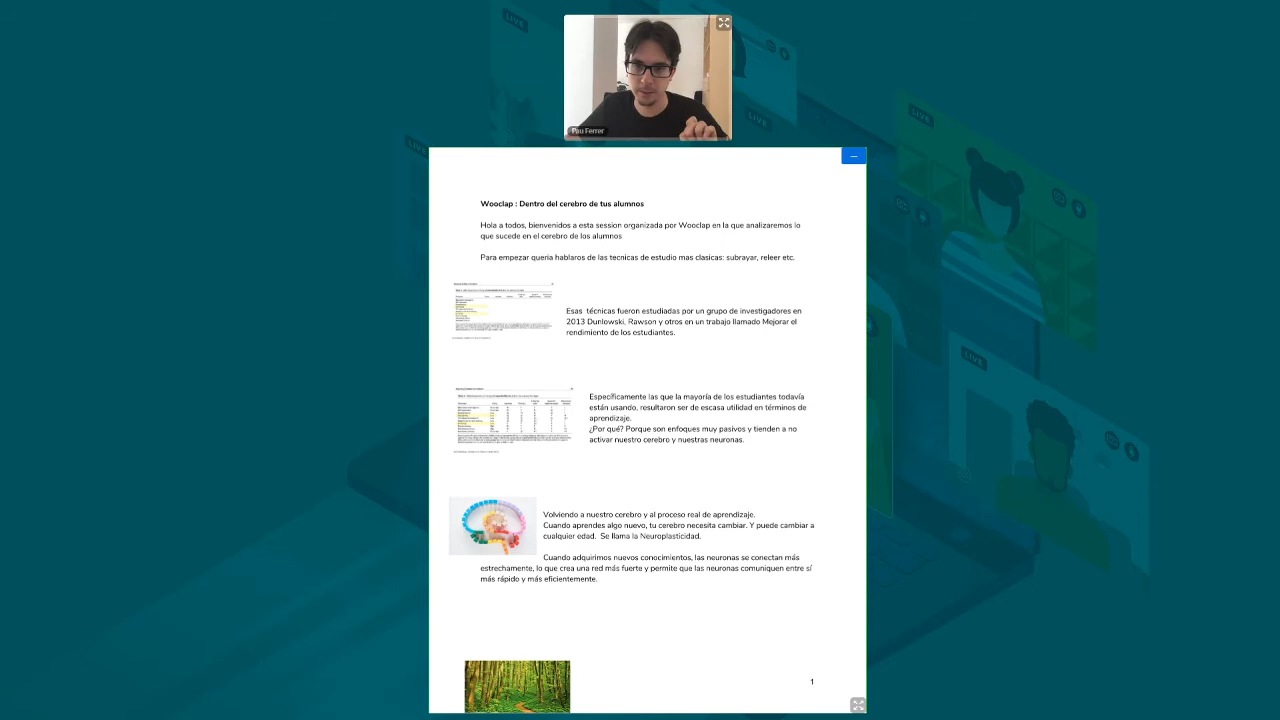 LIVE
LIVE
LIVE
LIVE
LIVE
Pau Ferrer
Wooclap : Dentro del cerebro de tus alumnos
Hola a todos, bienvenidos a esta session organizada por Wooclap en la que analizaremos lo
que sucede en el cerebro de los alumnos
Para empezar queria hablaros de las tecnicas de estudio mas clasicas: subrayar, releer etc.
Esas técnicas fueron estudiadas por un grupo de investigadores en
2013 Dunlowski, Rawson y otros en un trabajo llamado Mejorar el
rendimiento de los estudiantes.
Específicamente las que la mayoría de los estudiantes todavía
están usando, resultaron ser de escasa utilidad en términos de
aprendizaje.
¿Por qué? Porque son enfoques muy pasivos y tienden a no
activar nuestro cerebro y nuestras neuronas.
Volviendo a nuestro cerebro y al proceso real de aprendizaje.
Cuando aprendes algo nuevo, tu cerebro necesita cambiar. Y puede cambiar a
cualquier edad. Se llama la Neuroplasticidad.
Cuando adquirimos nuevos conocimientos, las neuronas se conectan más
estrechamente, lo que crea una red más fuerte y permite que las neuronas comuniquen entre sí
más rápido y más eficientemente.
1